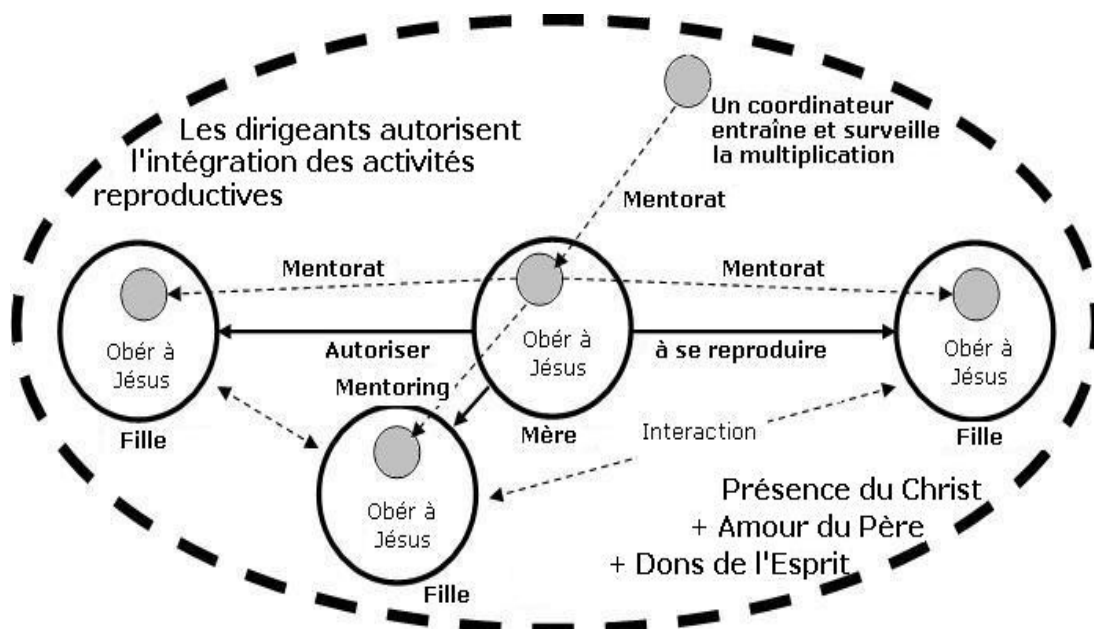 Un coordinateur
entraîne et surveille
la multiplication
Les dirigeants autorisent
l'intégration des activités
reproductives
Mentorat
Mentorat
Mentorat
Obér à
Jésus
Autoriser
Obér à
Jésus
à se reproduire
Obér à
Jésus
Mentoring
Fille
Mère
Interaction
Fille
Obér à
Jésus
Fille
Présence du Christ
+ Amour du Père
+ Dons de l'Esprit